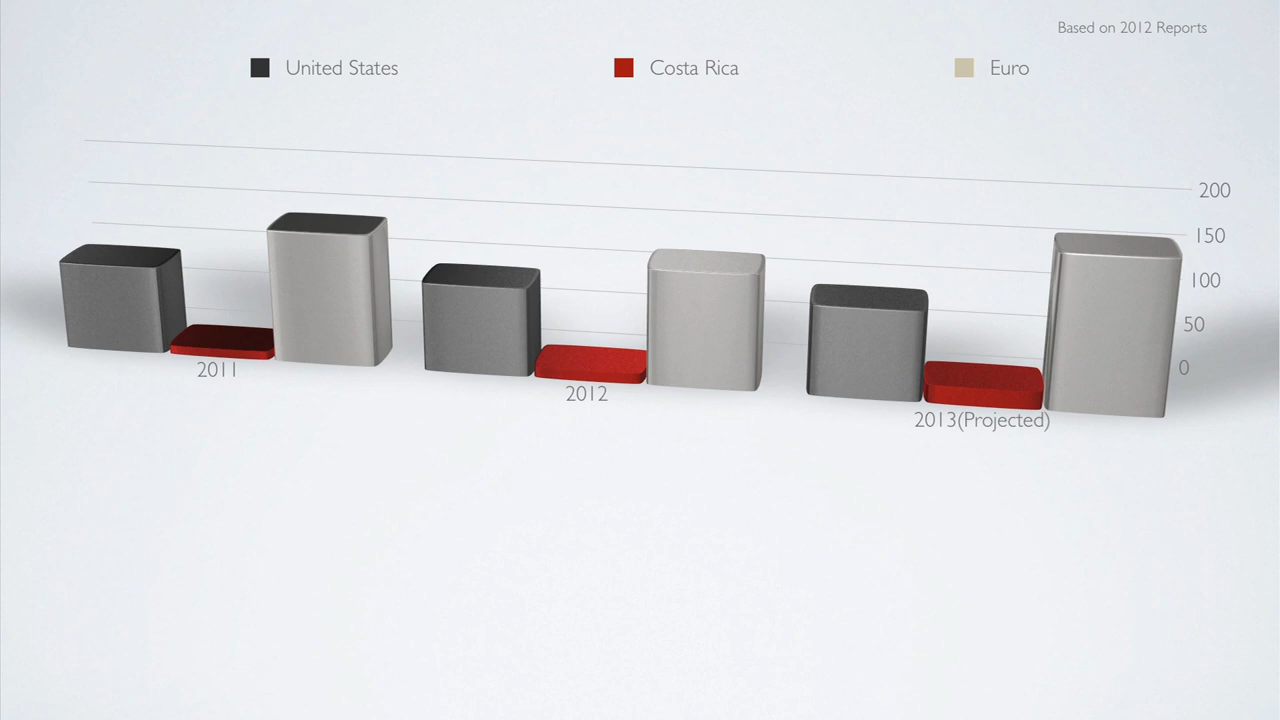 Based on 2012 Reports
United States
Costa Rica
Euro
200
150
100
50
0
2011
2012
2013(Projected)